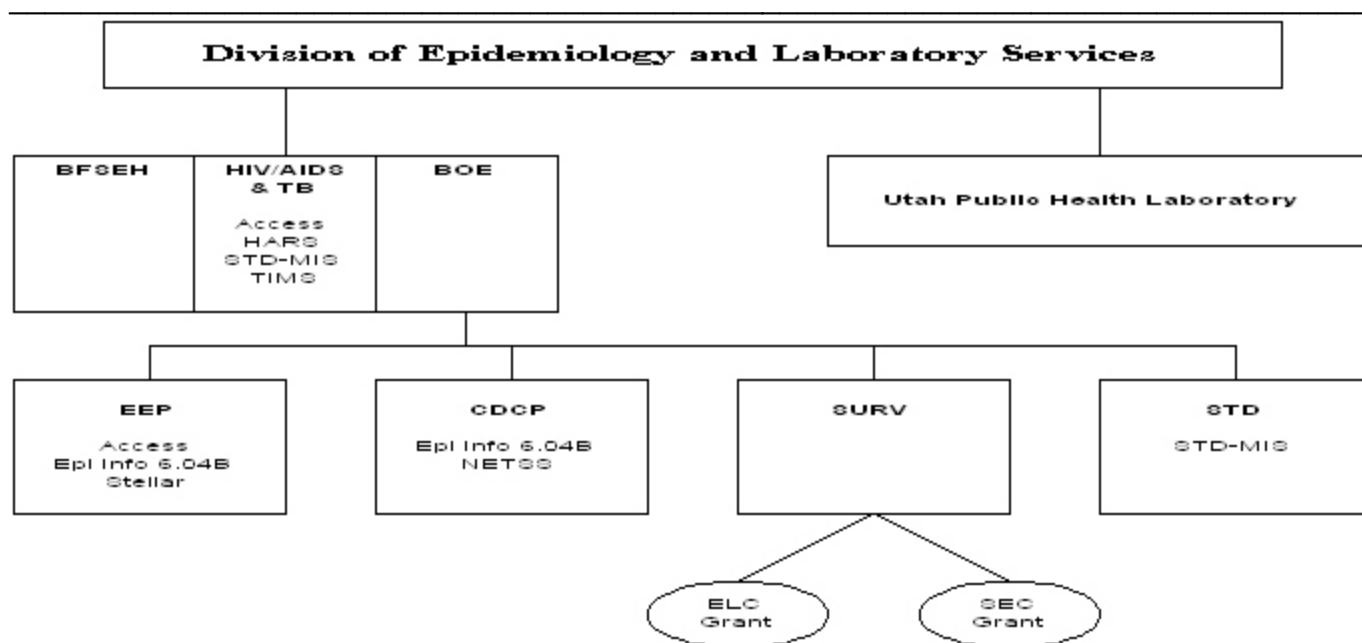 Division of Epidemiology and Laboratory Services
BFSEH
HIV/AIDS
& TB
Access
HARS
STD-MIS
TIMS
BOE
Utah Public Health Laboratory
EEP
Access
Epi Info 6.04B
Stellar
CDCP
Epi Info 6.04B
NETSS
SURV
STD
STD-MIS
ELC
Grant
SEC
Grant